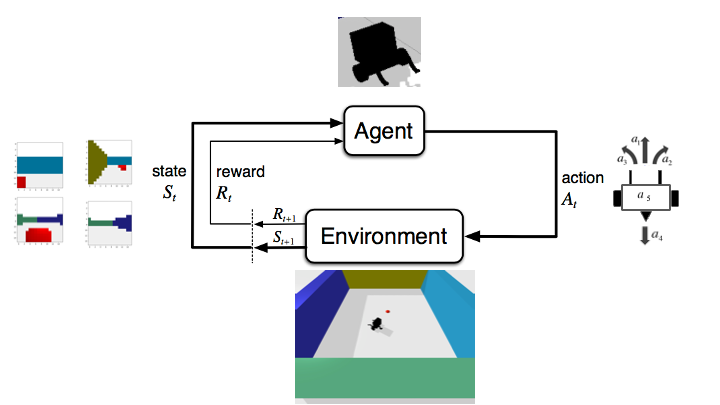 Agent
state
S_t
reward
R_t
action
A_t
R_{t+1}
S_{t+1}
Environment
a_1
a_3
a_2
a_5
a_4